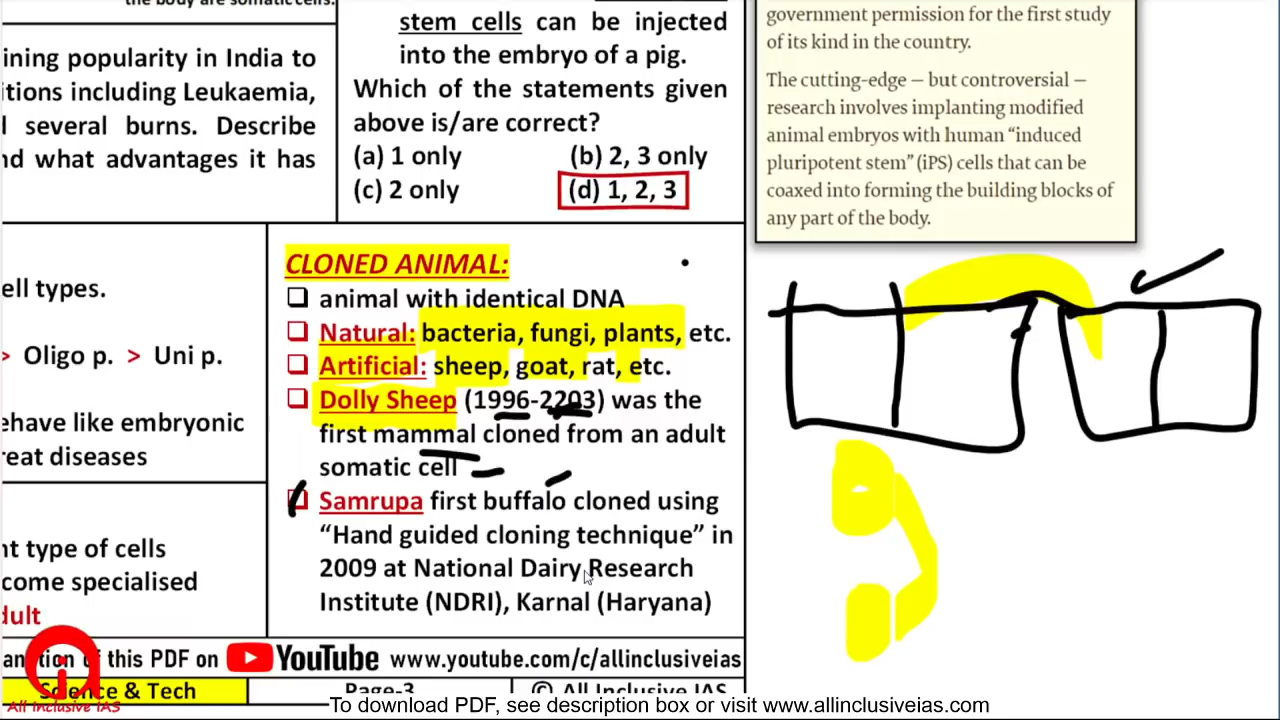 the body are somatic cells.
ining popularity in India to
itions including Leukaemia,
several burns. Describe
nd what advantages it has
stem cells can be injected
into the embryo of a pig.
Which of the statements given
above is/are correct?
(a) 1 only (b) 2, 3 only
(c) 2 only (d) 1, 2, 3
government permission for the first study
of its kind in the country.
The cutting-edge — but controversial —
research involves implanting modified
animal embryos with human “induced
pluripotent stem” (iPS) cells that can be
coaxed into forming the building blocks of
any part of the body.
ell types.
> Oligo p. > Uni p.
ehave like embryonic
reat diseases
nt type of cells
come specialised
dult
CLONED ANIMAL:
animal with identical DNA
Natural: bacteria, fungi, plants, etc.
Artificial: sheep, goat, rat, etc.
Dolly Sheep (1996-2203) was the
first mammal cloned from an adult
somatic cell
Samrupa first buffalo cloned using
“Hand guided cloning technique” in
2009 at National Dairy Research
Institute (NDRI), Karnal (Haryana)
of this PDF on YouTube www.youtube.com/c/allinclusiveias
Science & Tech Page-3 © All Inclusive IAS
All Inclusive IAS
To download PDF, see description box or visit www.allinclusiveias.com